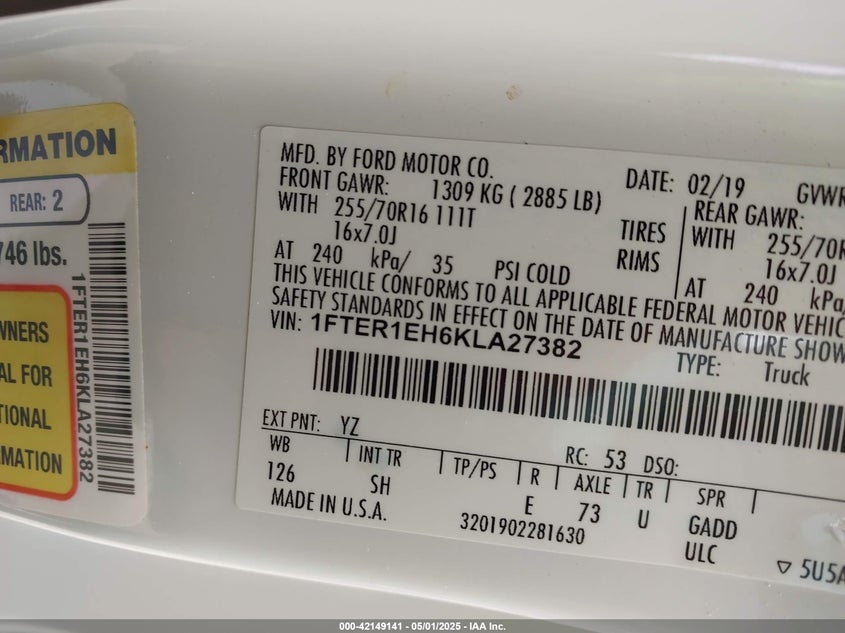 RMATION
REAR: 2
746 lbs.
WNERS
AL FOR
TIONAL
RMATION
1FTER1EH6KLA27382
MFD. BY FORD MOTOR CO.
DATE: 02/19 GVWR
FRONT GAWR: 1309 KG ( 2885 LB)
REAR GAWR:
WITH 255/70R16 111T TIRES
WITH 255/70R
16x7.0J RIMS
16x7.0J
AT 240 kPa/ 35 PSI COLD
AT 240 kPa/
THIS VEHICLE CONFORMS TO ALL APPLICABLE FEDERAL MOTOR VEHIC
SAFETY STANDARDS IN EFFECT ON THE DATE OF MANUFACTURE SHOW
VIN: 1FTER1EH6KLA27382
TYPE: Truck
EXT PNT: YZ RC: 53 DSO:
WB INT TR TP/PS R AXLE TR SPR
126 SH E 73 U GADD
MADE IN U.S.A. 3201902281630 ULC
▽ 5U5A
000-42149141 - 05/01/2025 - IAA Inc.